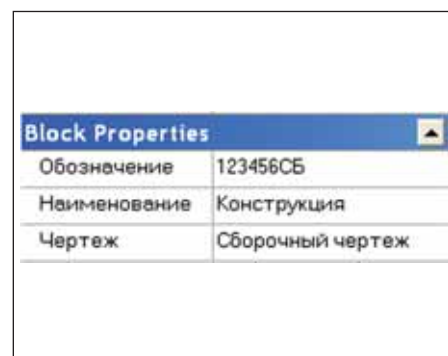 Block Properties
Обозначение 123456СБ
Наименование Конструкция
Чертеж Сборочный чертеж